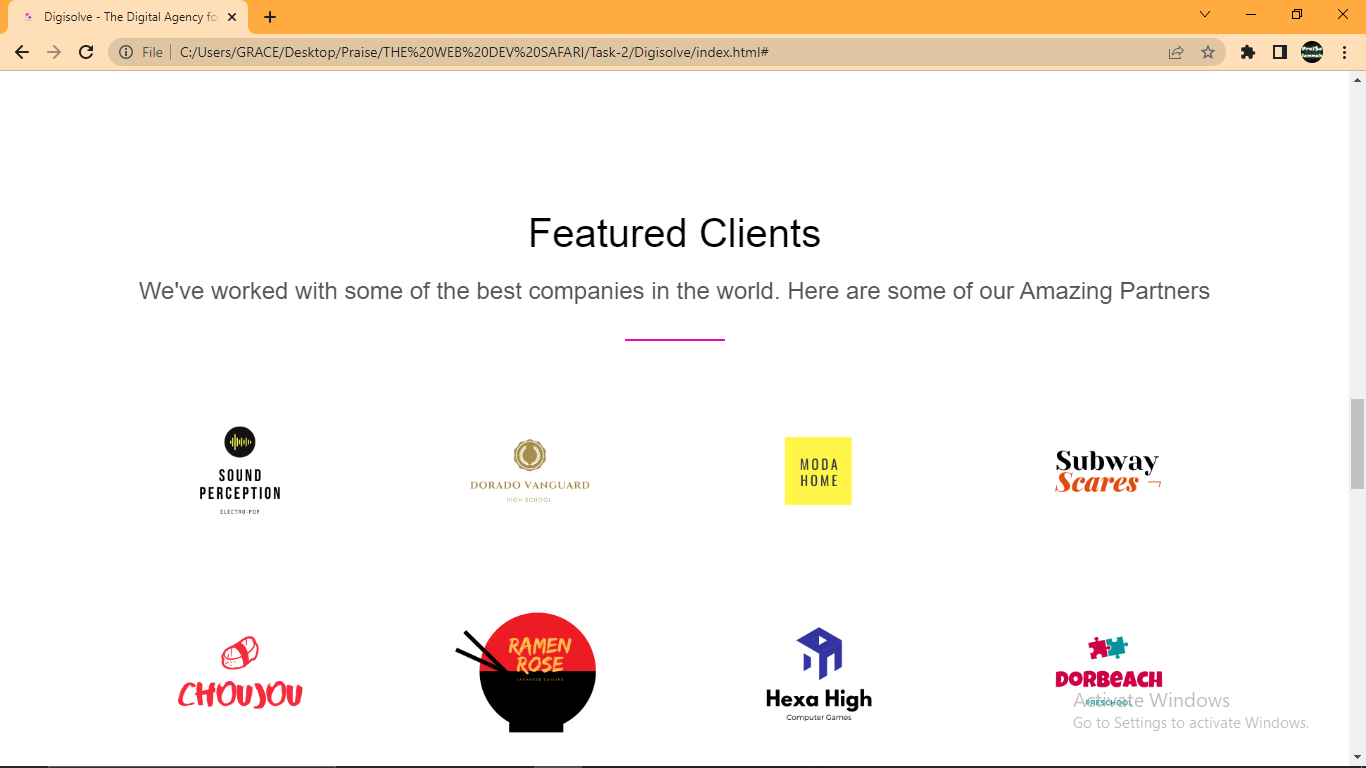 Digisolve - The Digital Agency fo
File
C:/Users/GRACE/Desktop/Praise/THE%20WEB%20DEV%20SAFARI/Task-2/Digisolve/index.html#
Featured Clients
We've worked with some of the best companies in the world. Here are some of our Amazing Partners
SOUND
PERCEPTION
ELECTRO-POP
DORADO VANGUARD
HIGH SCHOOL
MODA
HOME
Subway
Scares
CHOUJOU
RAMEN
ROSE
JAPANESE CUISINE
Hexa High
Computer Games
DORBEACH
PRESCHOOL
Activate Windows
Go to Settings to activate Windows.